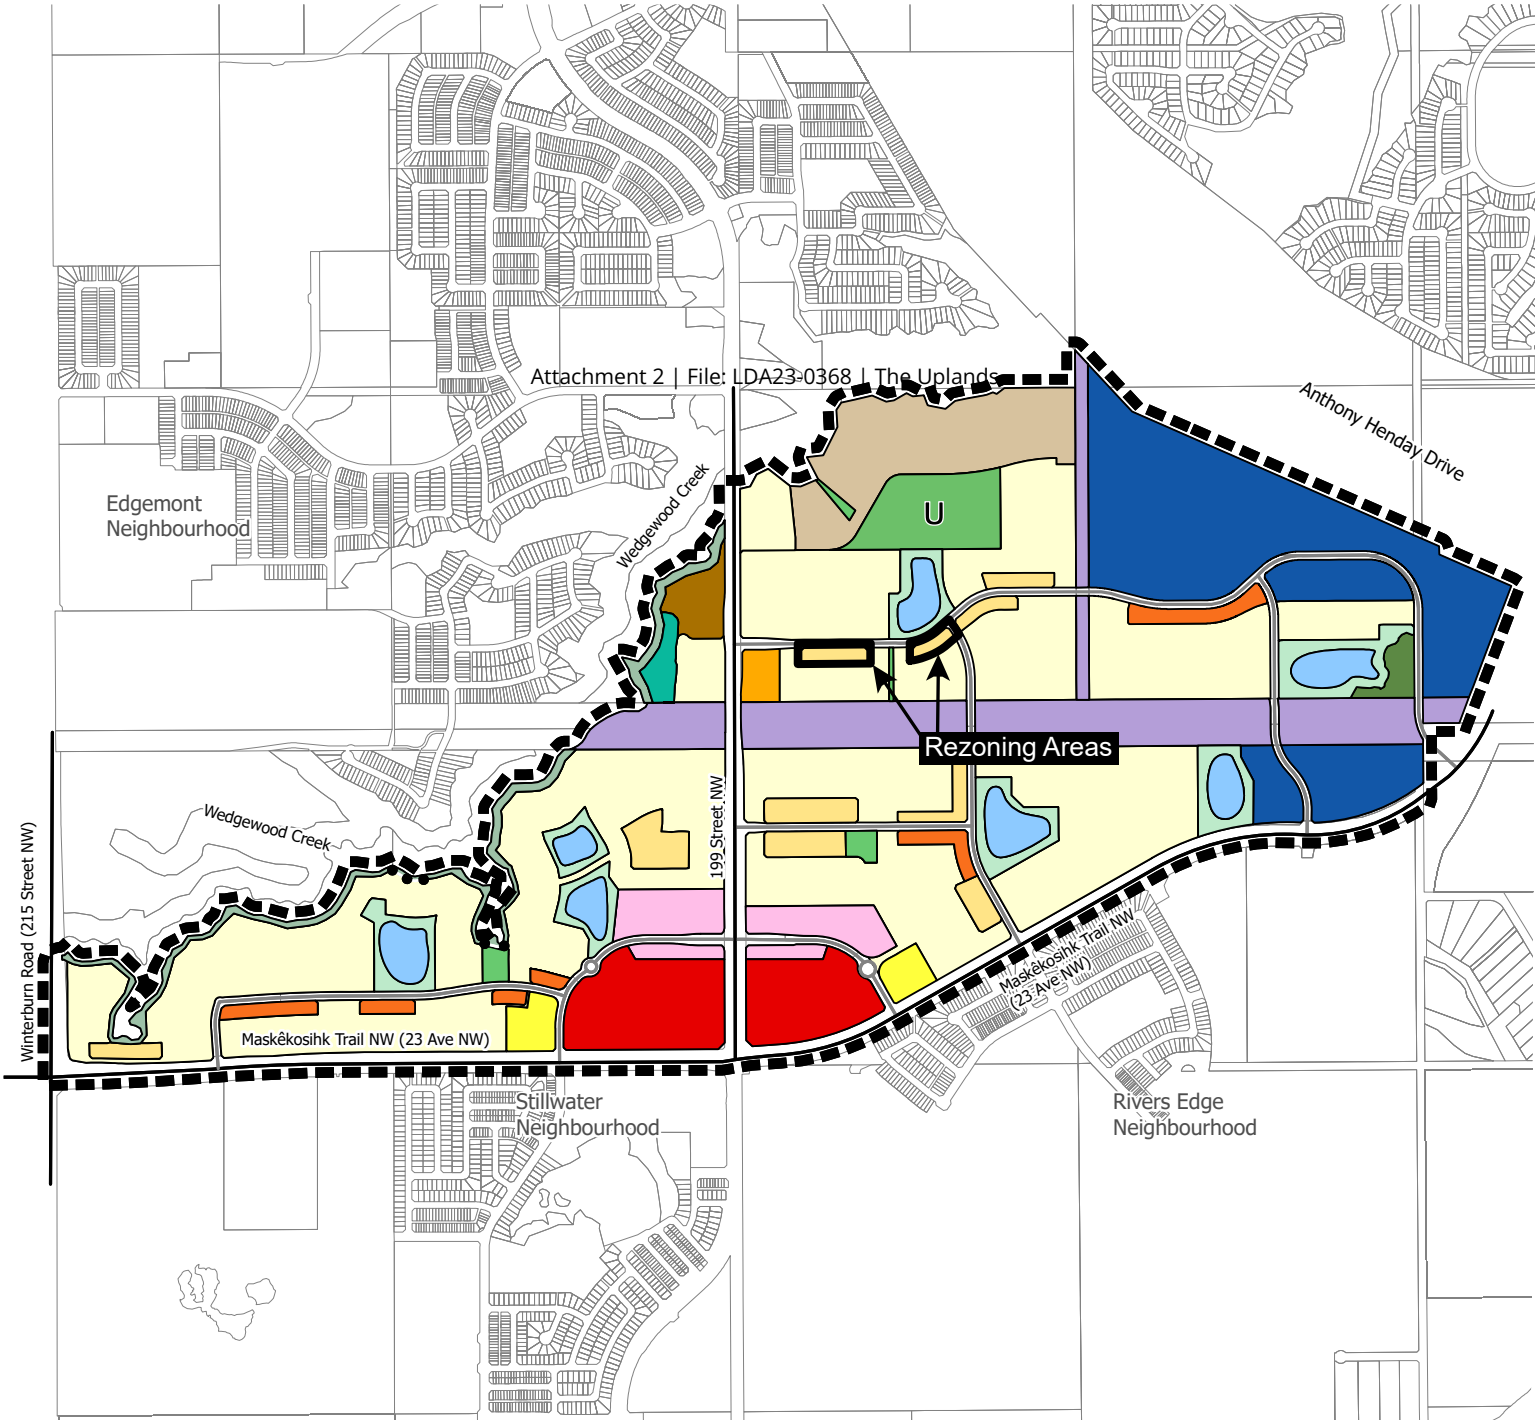 Attachment 2 | File: LDA23-0368 | The Uplands
Anthony Henday Drive
Edgemont
Neighbourhood
Wedgewood Creek
U
Rezoning Areas
199 Street NW
Wedgewood Creek
Winterburn Road (215 Street NW)
Maskêkosihk Trail NW
(23 Ave NW)
Maskêkosihk Trail NW (23 Ave NW)
Stillwater
Neighbourhood
Rivers Edge
Neighbourhood